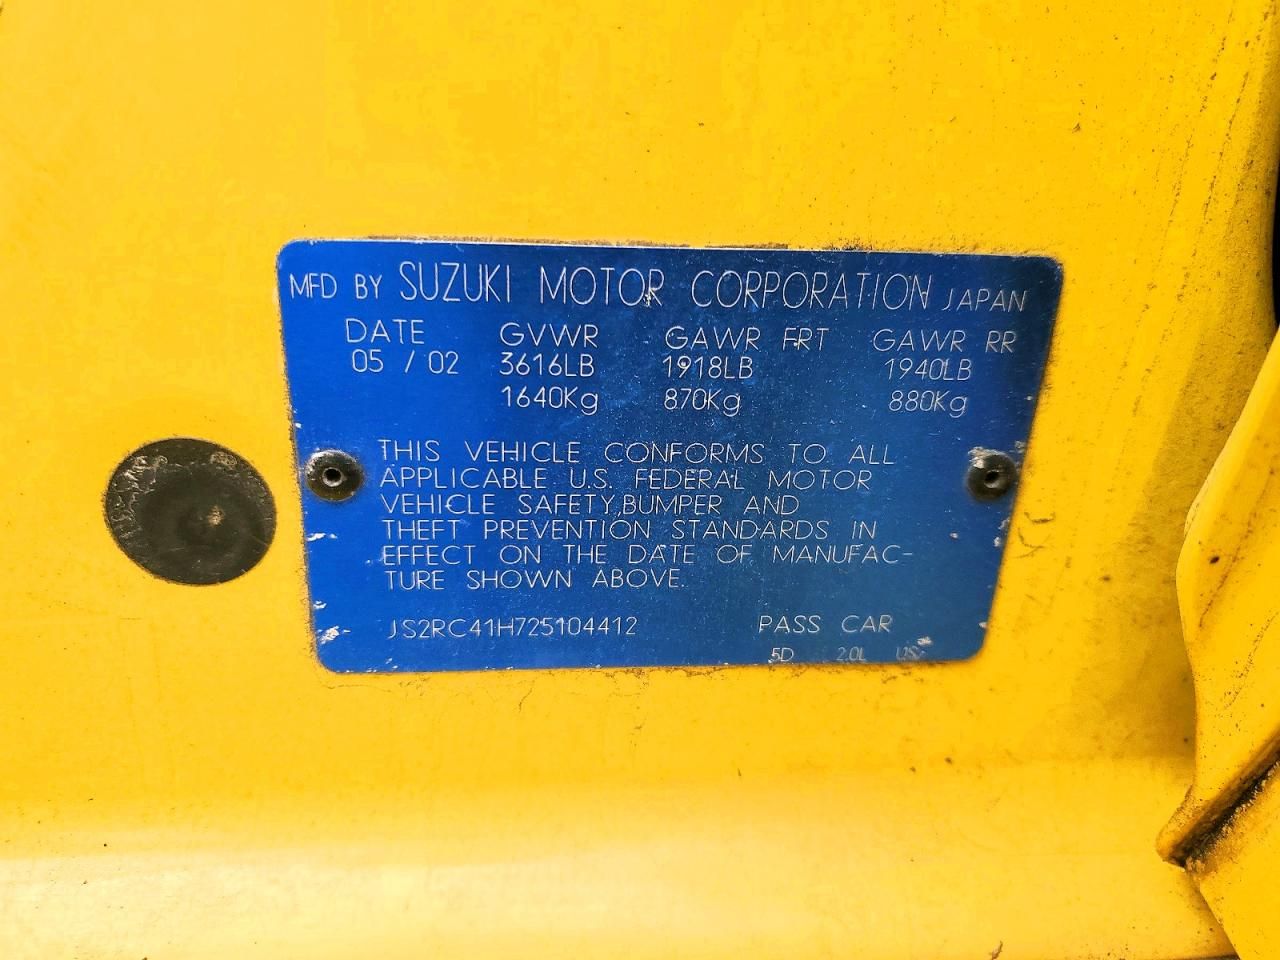 MFD BY SUZUKI MOTOR CORPORATION JAPAN
DATE GVWR GAWR FRT GAWR RR
05 / 02 3616LB 1918LB 1940LB
1640Kg 870Kg 880Kg
THIS VEHICLE CONFORMS TO ALL
APPLICABLE U.S. FEDERAL MOTOR
VEHICLE SAFETY,BUMPER AND
THEFT PREVENTION STANDARDS IN
EFFECT ON THE DATE OF MANUFAC-
TURE SHOWN ABOVE.
JS2RC41H725104412 PASS CAR
5D 2.0L US